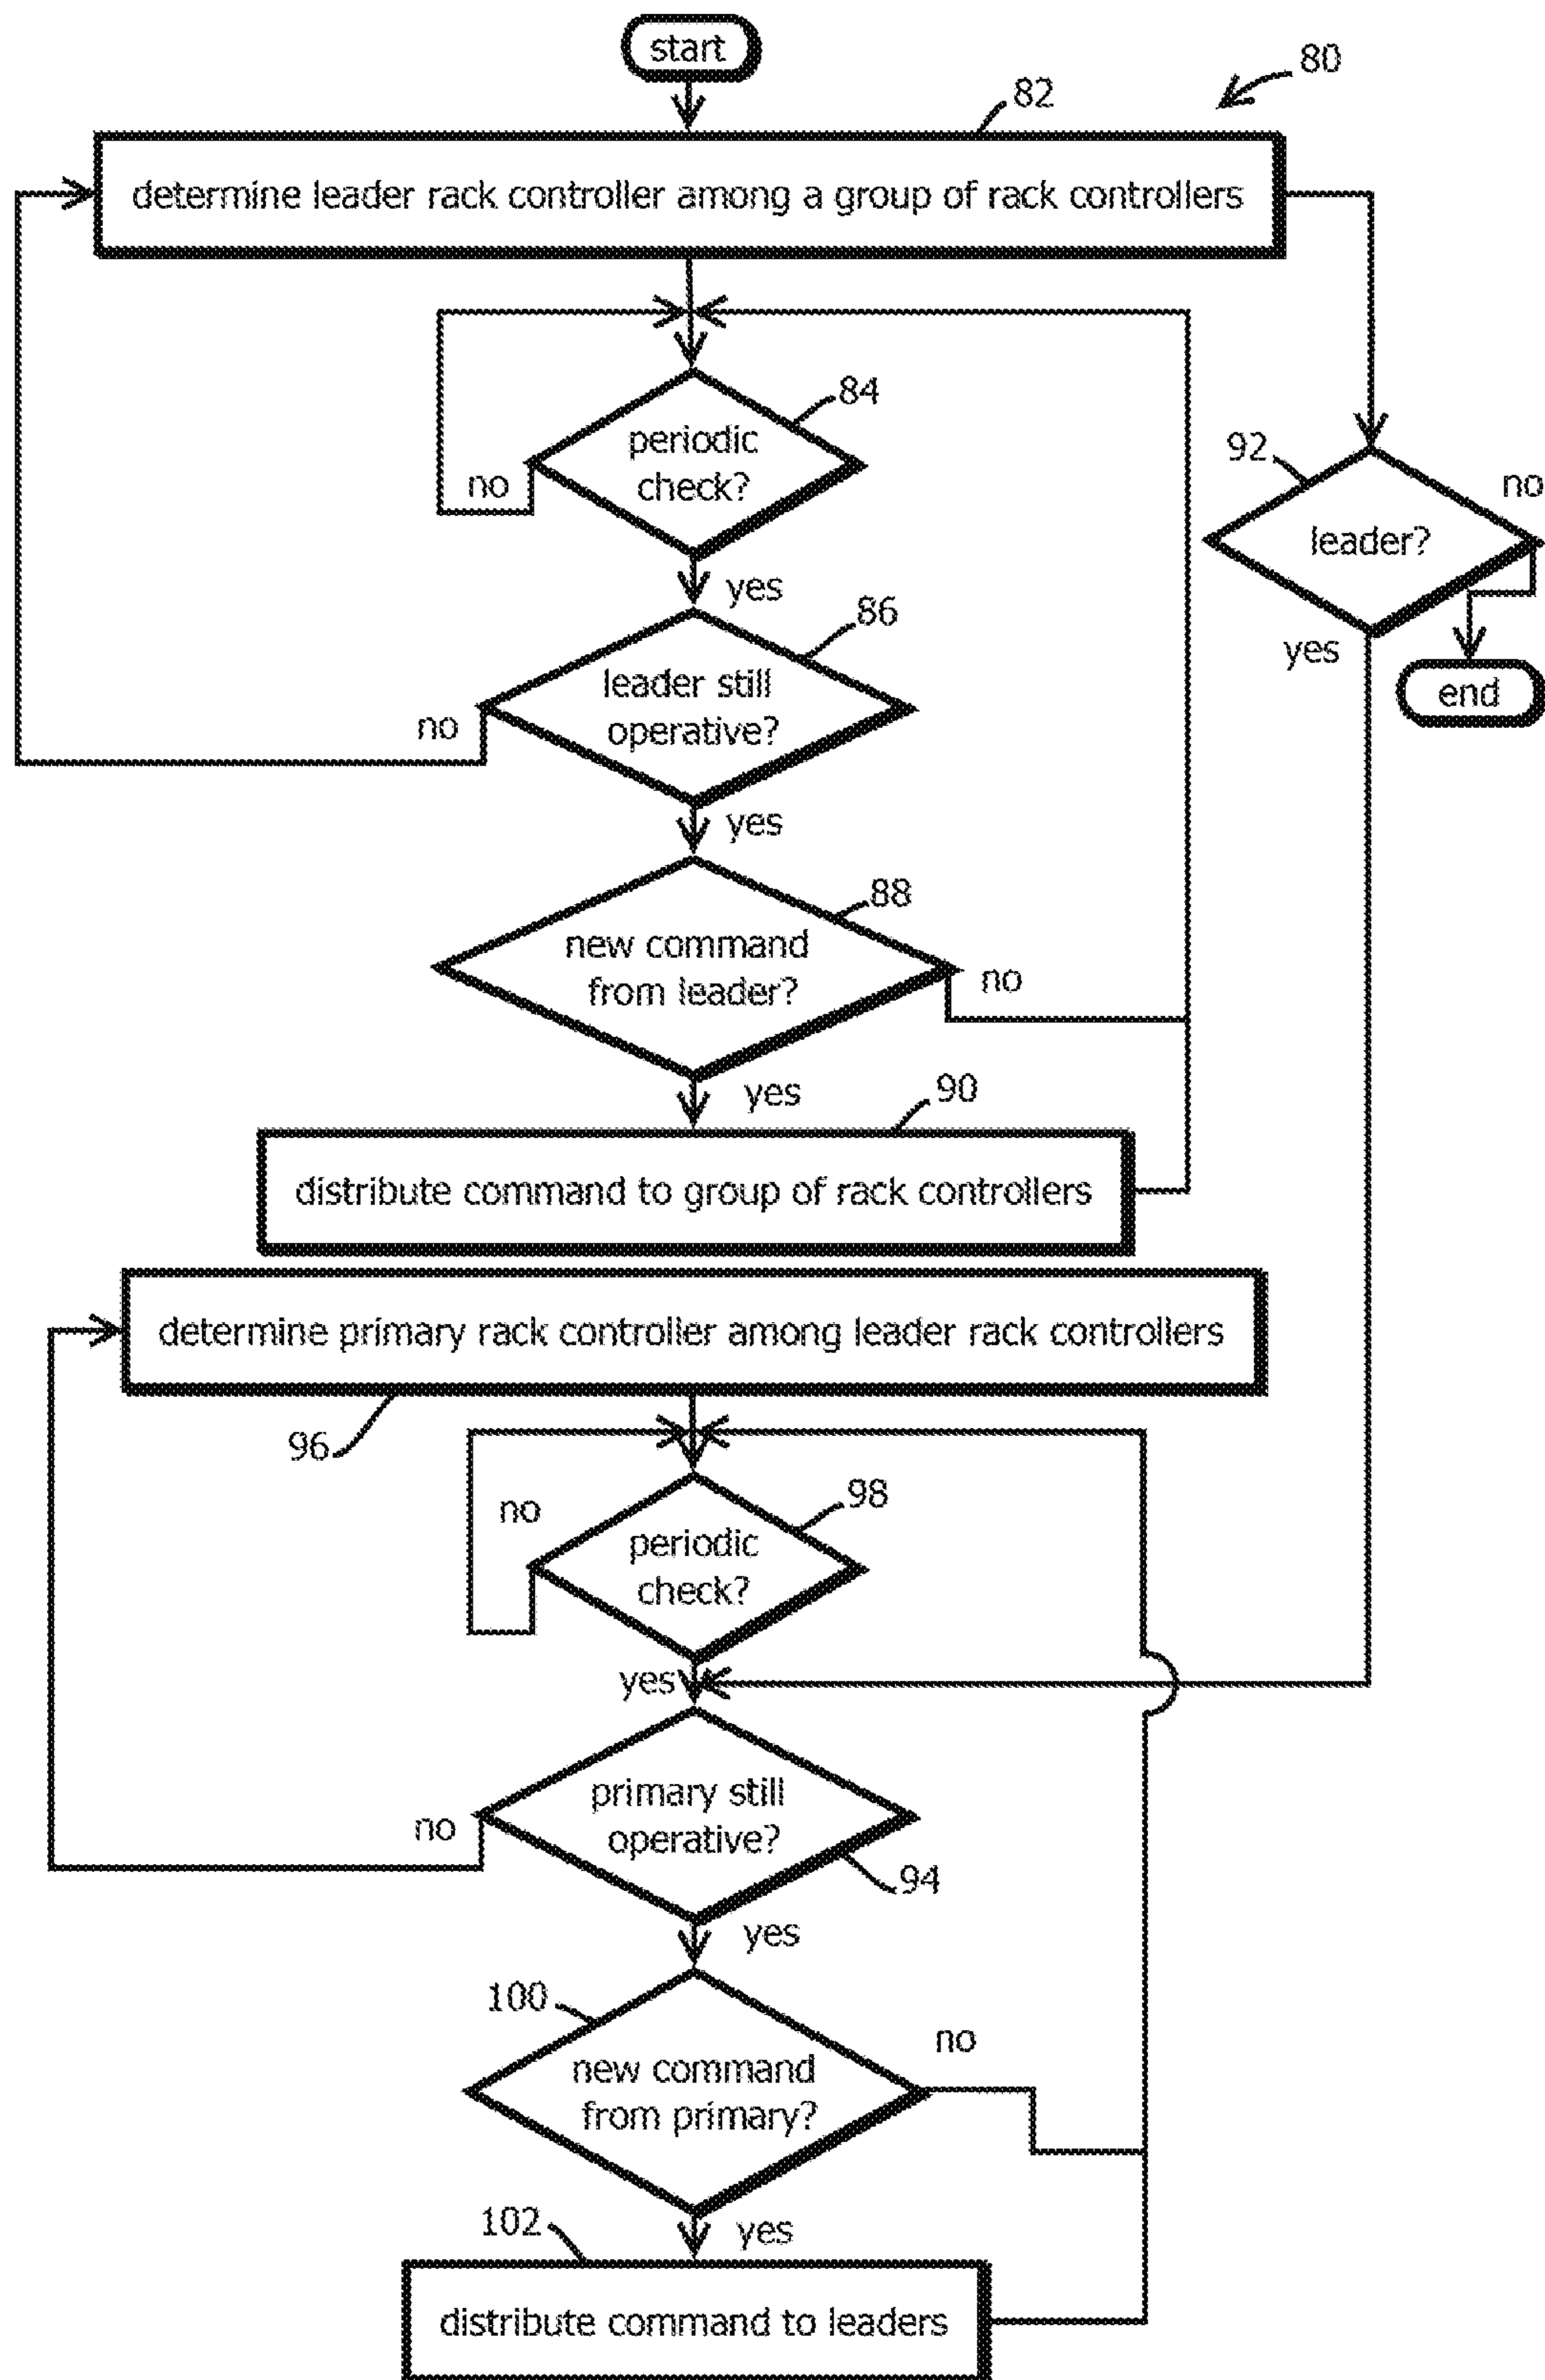 start
80
82
determine leader rack controller among a group of rack controllers
84
periodic
check?
no
yes
92
leader?
no
yes
end
86
leader still
operative?
no
yes
88
new command
from leader?
no
yes
90
distribute command to group of rack controllers
determine primary rack controller among leader rack controllers
96
98
no
periodic
check?
yes
primary still
operative?
no
94
yes
100
new command
from primary?
no
yes
102
distribute command to leaders